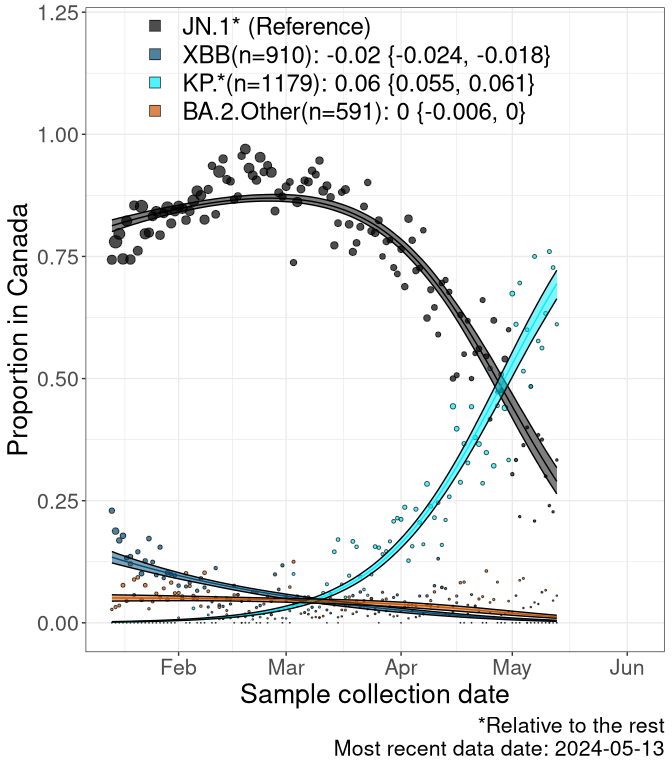 1.25
JN.1* (Reference)
XBB(n=910): -0.02 {-0.024, -0.018}
KP.*(n=1179): 0.06 {0.055, 0.061}
BA.2.Other(n=591): 0 {-0.006, 0}
1.00
0.75
0.50
0.25
0.00
Proportion in Canada
Feb Mar Apr May Jun
Sample collection date
*Relative to the rest
Most recent data date: 2024-05-13